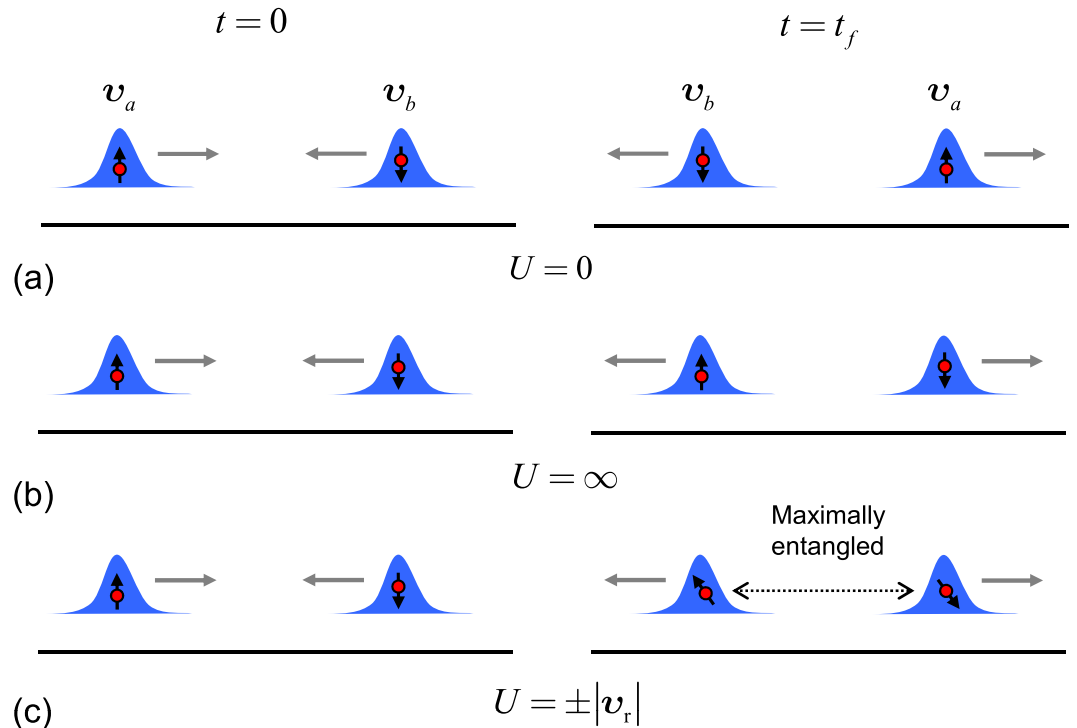 t = 0
t = t_f
𝒗_a
𝒗_b
𝒗_b
𝒗_a
(a)
U = 0
(b)
U = ∞
Maximally
entangled
(c)
U = ±|𝒗_r|